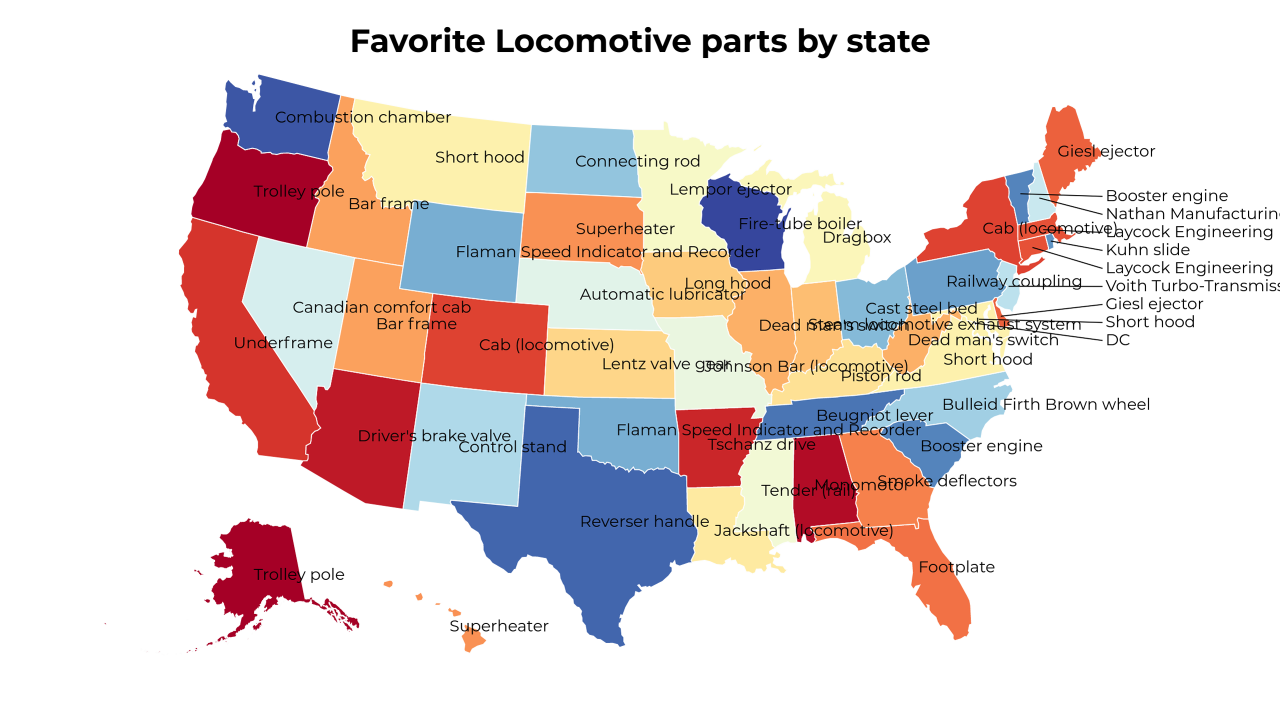 Favorite Locomotive parts by state
Combustion chamber
Short hood
Connecting rod
Giesl ejector
Trolley pole
Lempor ejector
Bar frame
Booster engine
Nathan Manufacturin
Fire-tube boiler
Superheater
Cab (locomotive)
Laycock Engineering
Dragbox
Flaman Speed Indicator and Recorder
Kuhn slide
Laycock Engineering
Long hood
Railway coupling
Voith Turbo-Transmiss
Automatic lubricator
Giesl ejector
Canadian comfort cab
Cast steel bed
Bar frame
Dead man's switch
Steam locomotive exhaust system
Short hood
Underframe
Cab (locomotive)
Dead man's switch
DC
Short hood
Lentz valve gear
Johnson Bar (locomotive)
Piston rod
Bulleid Firth Brown wheel
Beugniot lever
Flaman Speed Indicator and Recorder
Driver's brake valve
Control stand
Tschanz drive
Booster engine
Smoke deflectors
Monomotor
Tender (rail)
Reverser handle
Jackshaft (locomotive)
Footplate
Trolley pole
Superheater